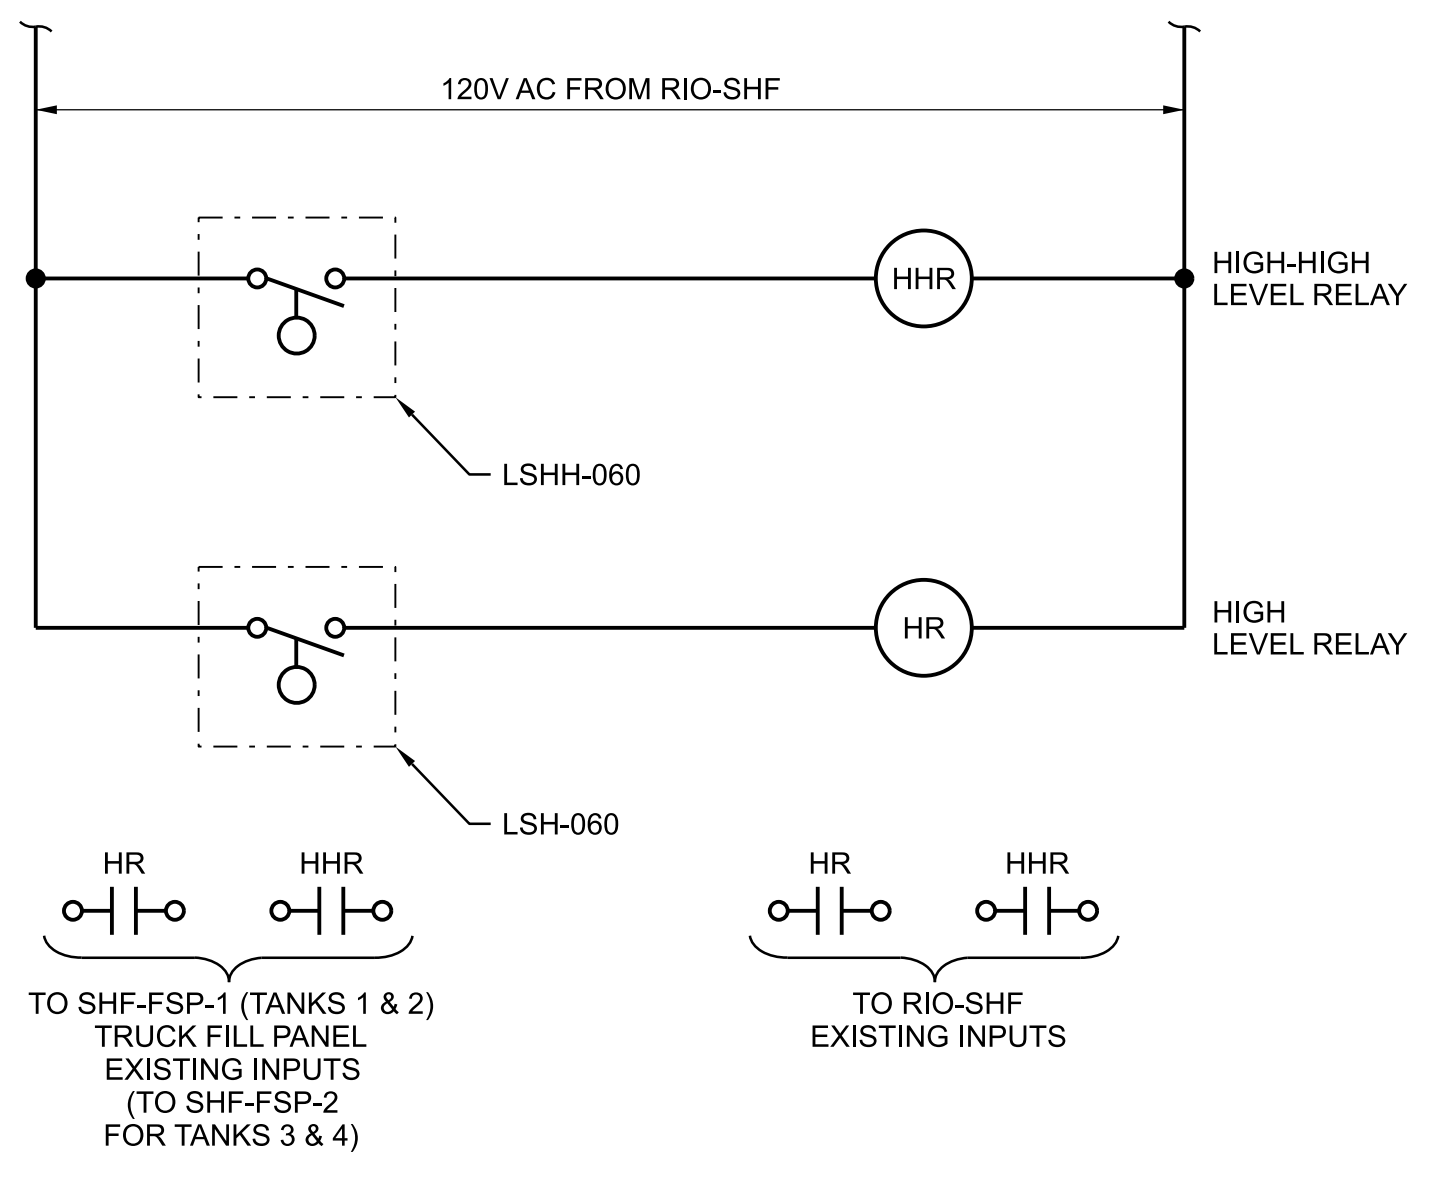 120V AC FROM RIO-SHF
HHR
HIGH-HIGH
LEVEL RELAY
LSHH-060
HR
HIGH
LEVEL RELAY
LSH-060
HR
HHR
HR
HHR
TO SHF-FSP-1 (TANKS 1 & 2)
TRUCK FILL PANEL
EXISTING INPUTS
(TO SHF-FSP-2
FOR TANKS 3 & 4)
TO RIO-SHF
EXISTING INPUTS